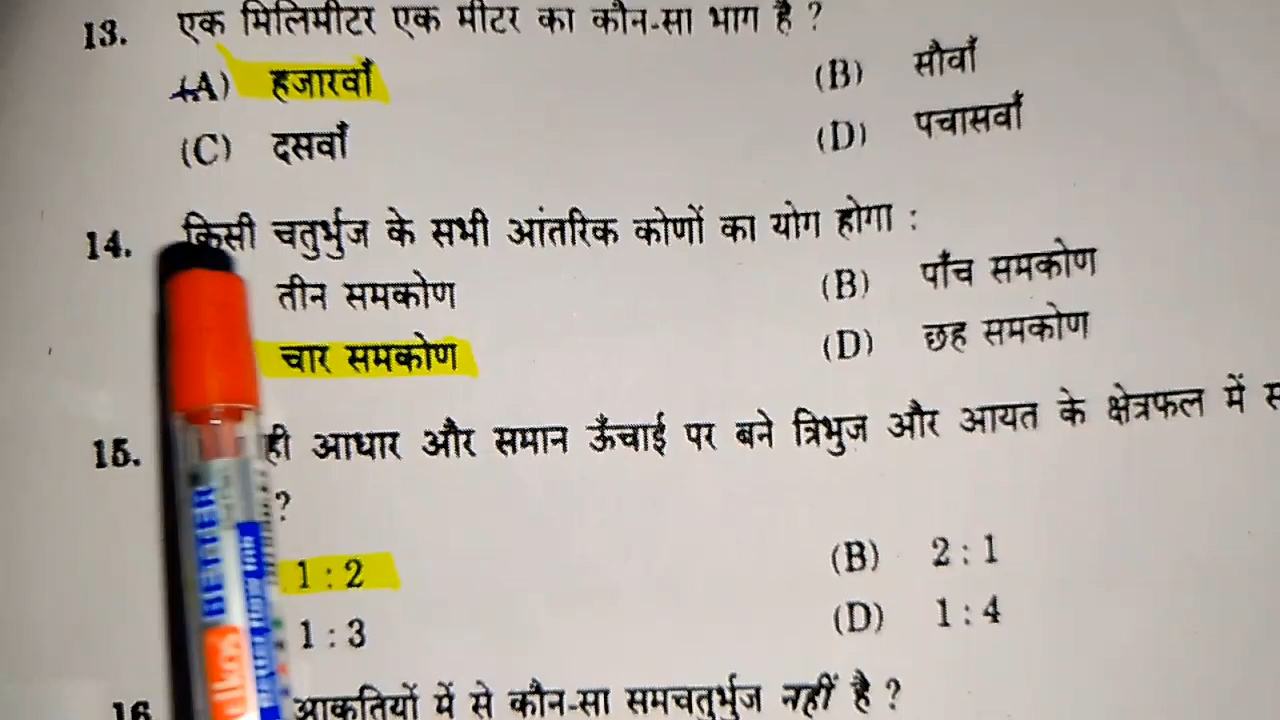 13. एक मिलिमीटर एक मीटर का कौन-सा भाग है ?
(A) हजारवाँ (B) सौवाँ
(C) दसवाँ (D) पचासवाँ
14. किसी चतुर्भुज के सभी आंतरिक कोणों का योग होगा :
तीन समकोण (B) पाँच समकोण
चार समकोण (D) छह समकोण
15. ही आधार और समान ऊँचाई पर बने त्रिभुज और आयत के क्षेत्रफल में
?
1 : 2 (B) 2 : 1
1 : 3 (D) 1 : 4
16 आकृतियों में से कौन-सा समचतुर्भुज नहीं है ?
BETTER